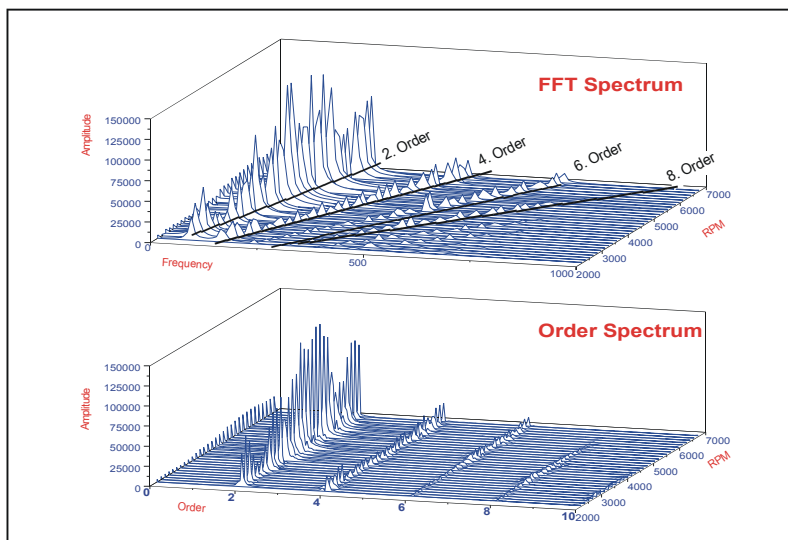 FFT Spectrum
150000
125000
100000
75000
50000
25000
0
Amplitude
2. Order
4. Order
6. Order
8. Order
0
500
1000
Frequency
2000
3000
4000
5000
6000
7000
RPM
Order Spectrum
150000
125000
100000
75000
50000
25000
0
Amplitude
0
2
4
6
8
10
Order
2000
3000
4000
5000
6000
7000
RPM